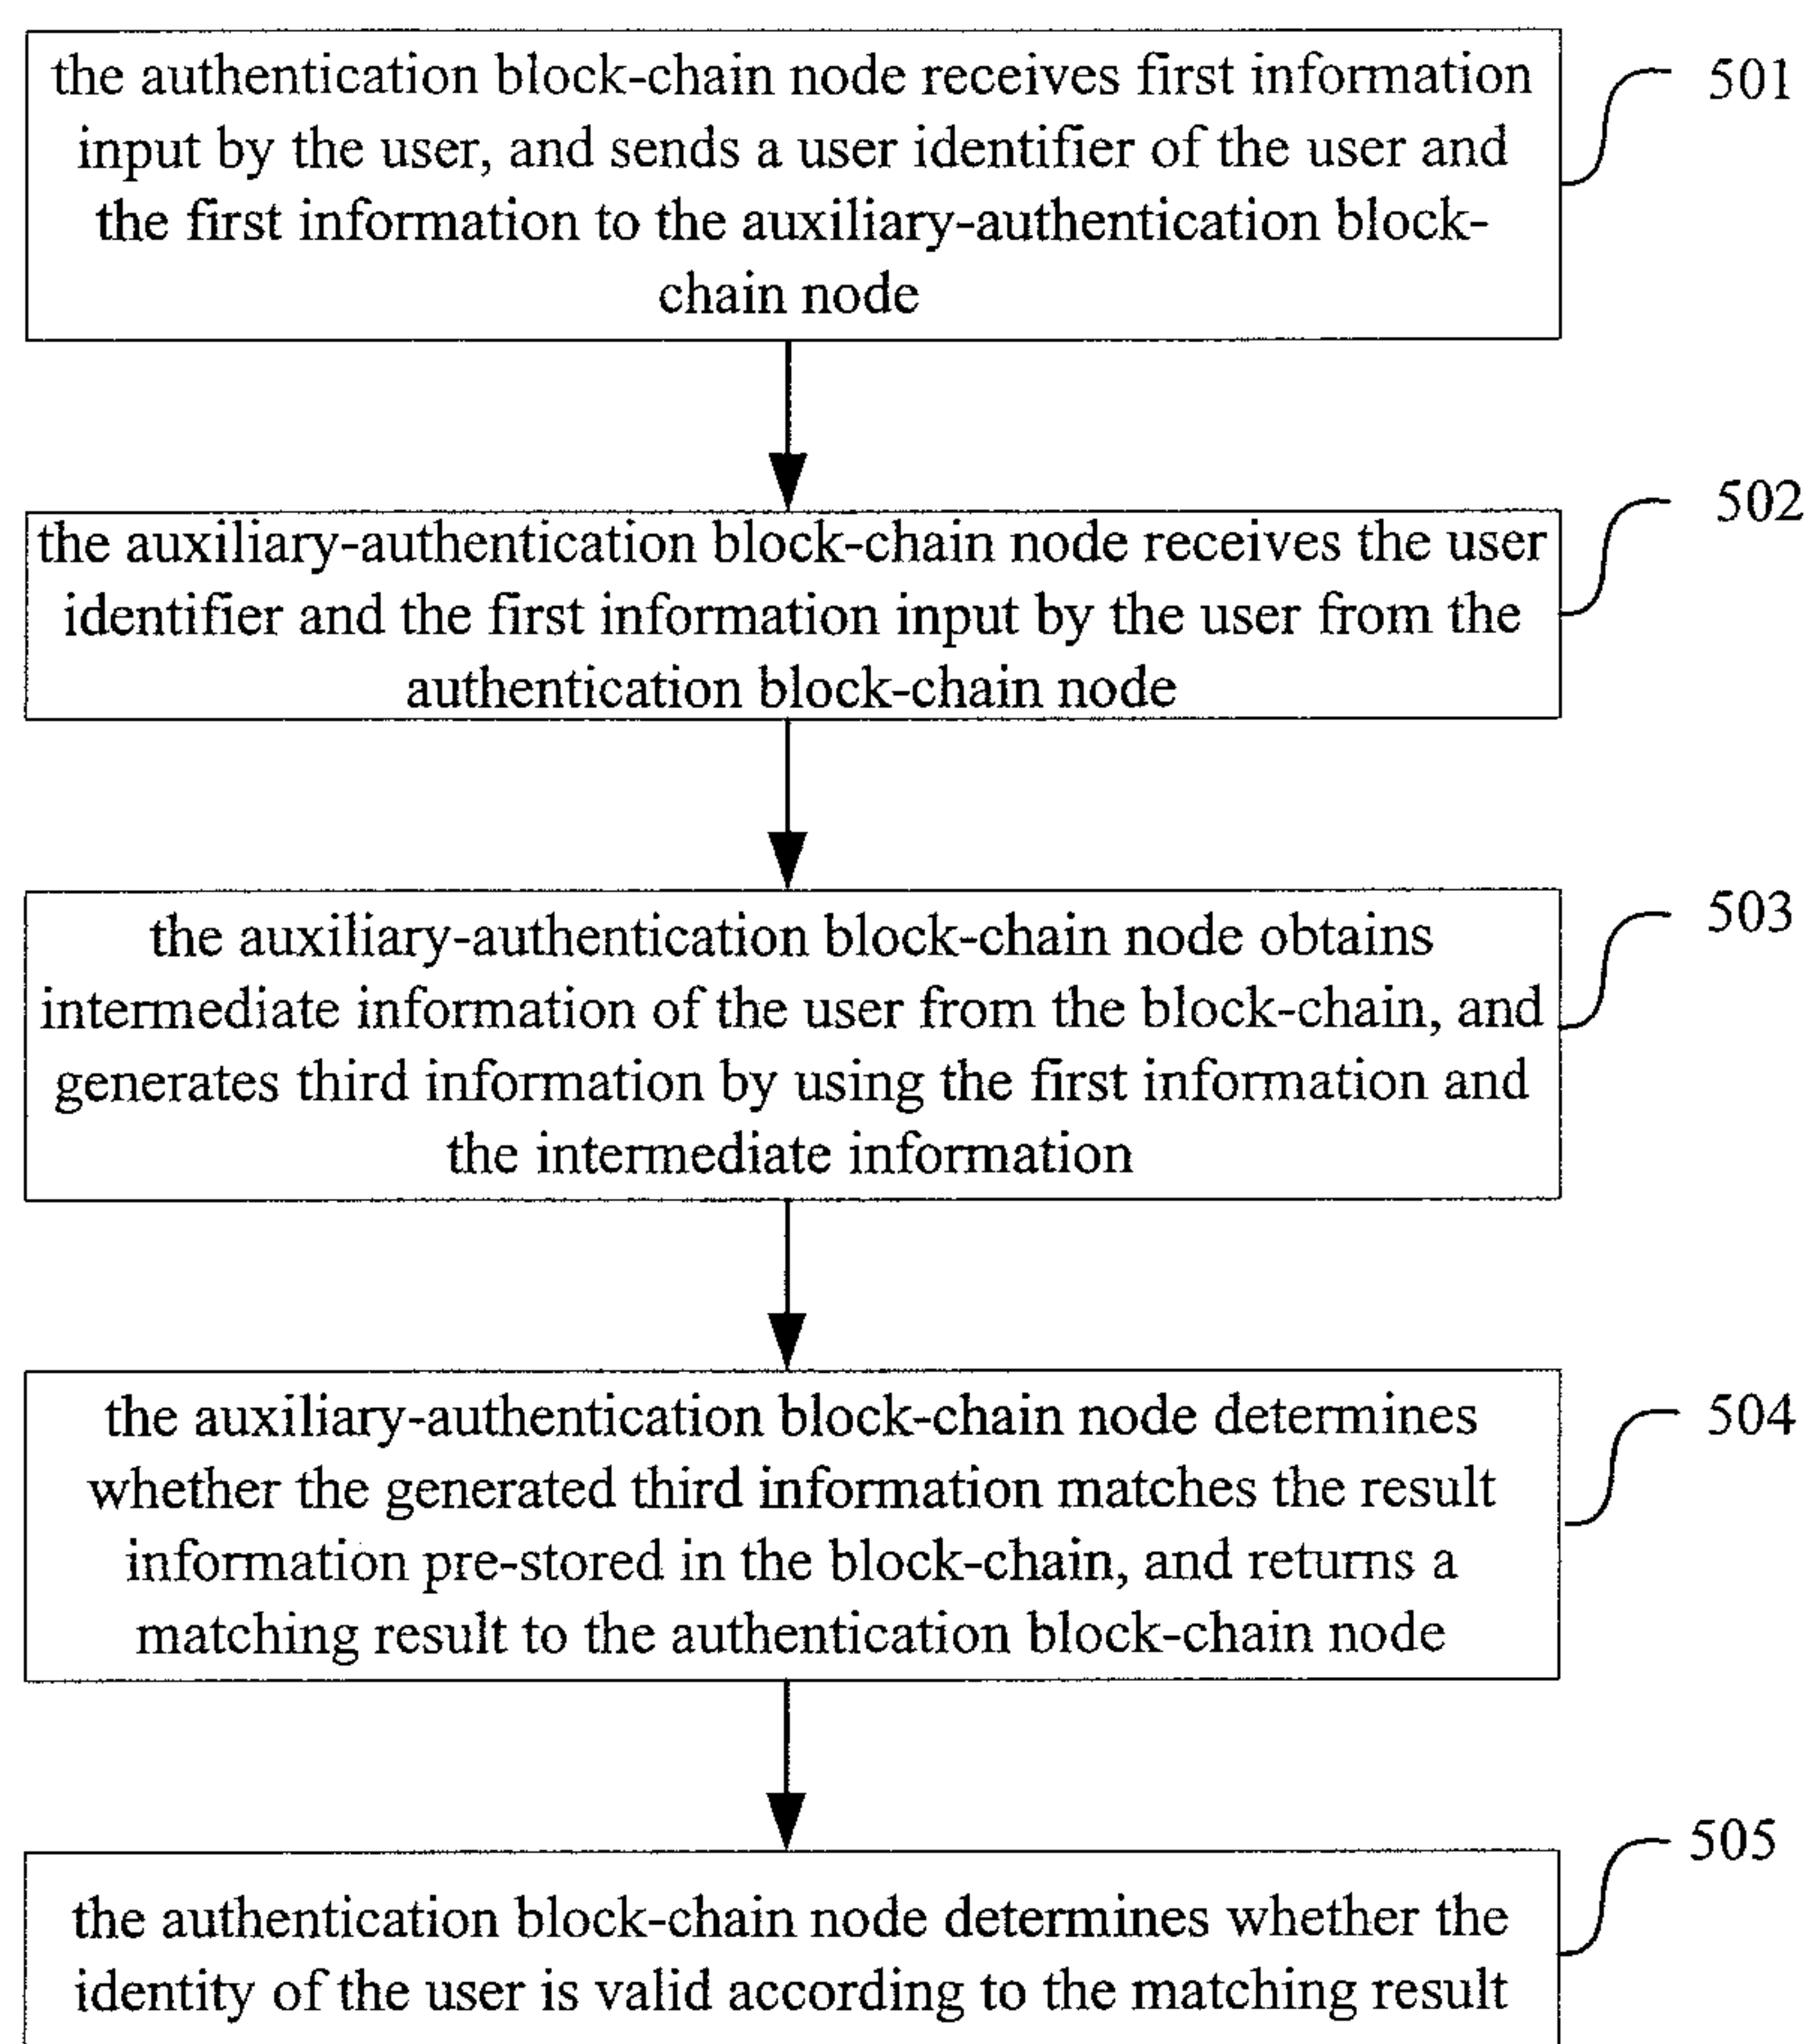 the authentication block-chain node receives first information
501
input by the user, and sends a user identifier of the user and
the first information to the auxiliary-authentication block-
chain node
502
the auxiliary-authentication block-chain node receives the user
identifier and the first information input by the user from the
authentication block-chain node
503
the auxiliary-authentication block-chain node obtains
intermediate information of the user from the block-chain, and
generates third information by using the first information and
the intermediate information
504
the auxiliary-authentication block-chain node determines
whether the generated third information matches the result
information pre-stored in the block-chain, and returns a
matching result to the authentication block-chain node
505
the authentication block-chain node determines whether the
identity of the user is valid according to the matching result